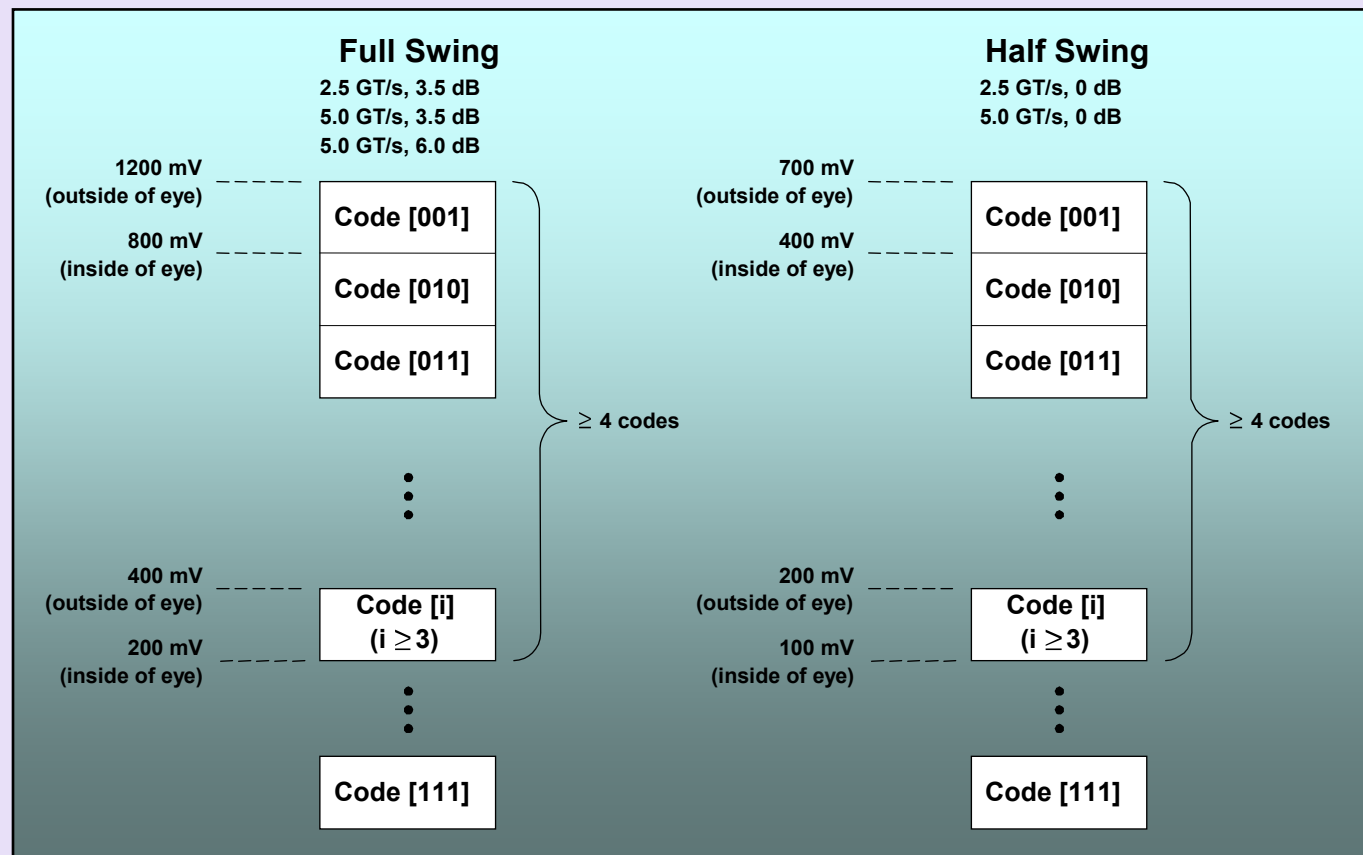 Full Swing
2.5 GT/s, 3.5 dB
5.0 GT/s, 3.5 dB
5.0 GT/s, 6.0 dB
1200 mV
(outside of eye)
800 mV
(inside of eye)
Code [001]
Code [010]
Code [011]
≥ 4 codes
400 mV
(outside of eye)
200 mV
(inside of eye)
Code [i]
(i ≥ 3)
Code [111]
Half Swing
2.5 GT/s, 0 dB
5.0 GT/s, 0 dB
700 mV
(outside of eye)
400 mV
(inside of eye)
Code [001]
Code [010]
Code [011]
≥ 4 codes
200 mV
(outside of eye)
100 mV
(inside of eye)
Code [i]
(i ≥ 3)
Code [111]